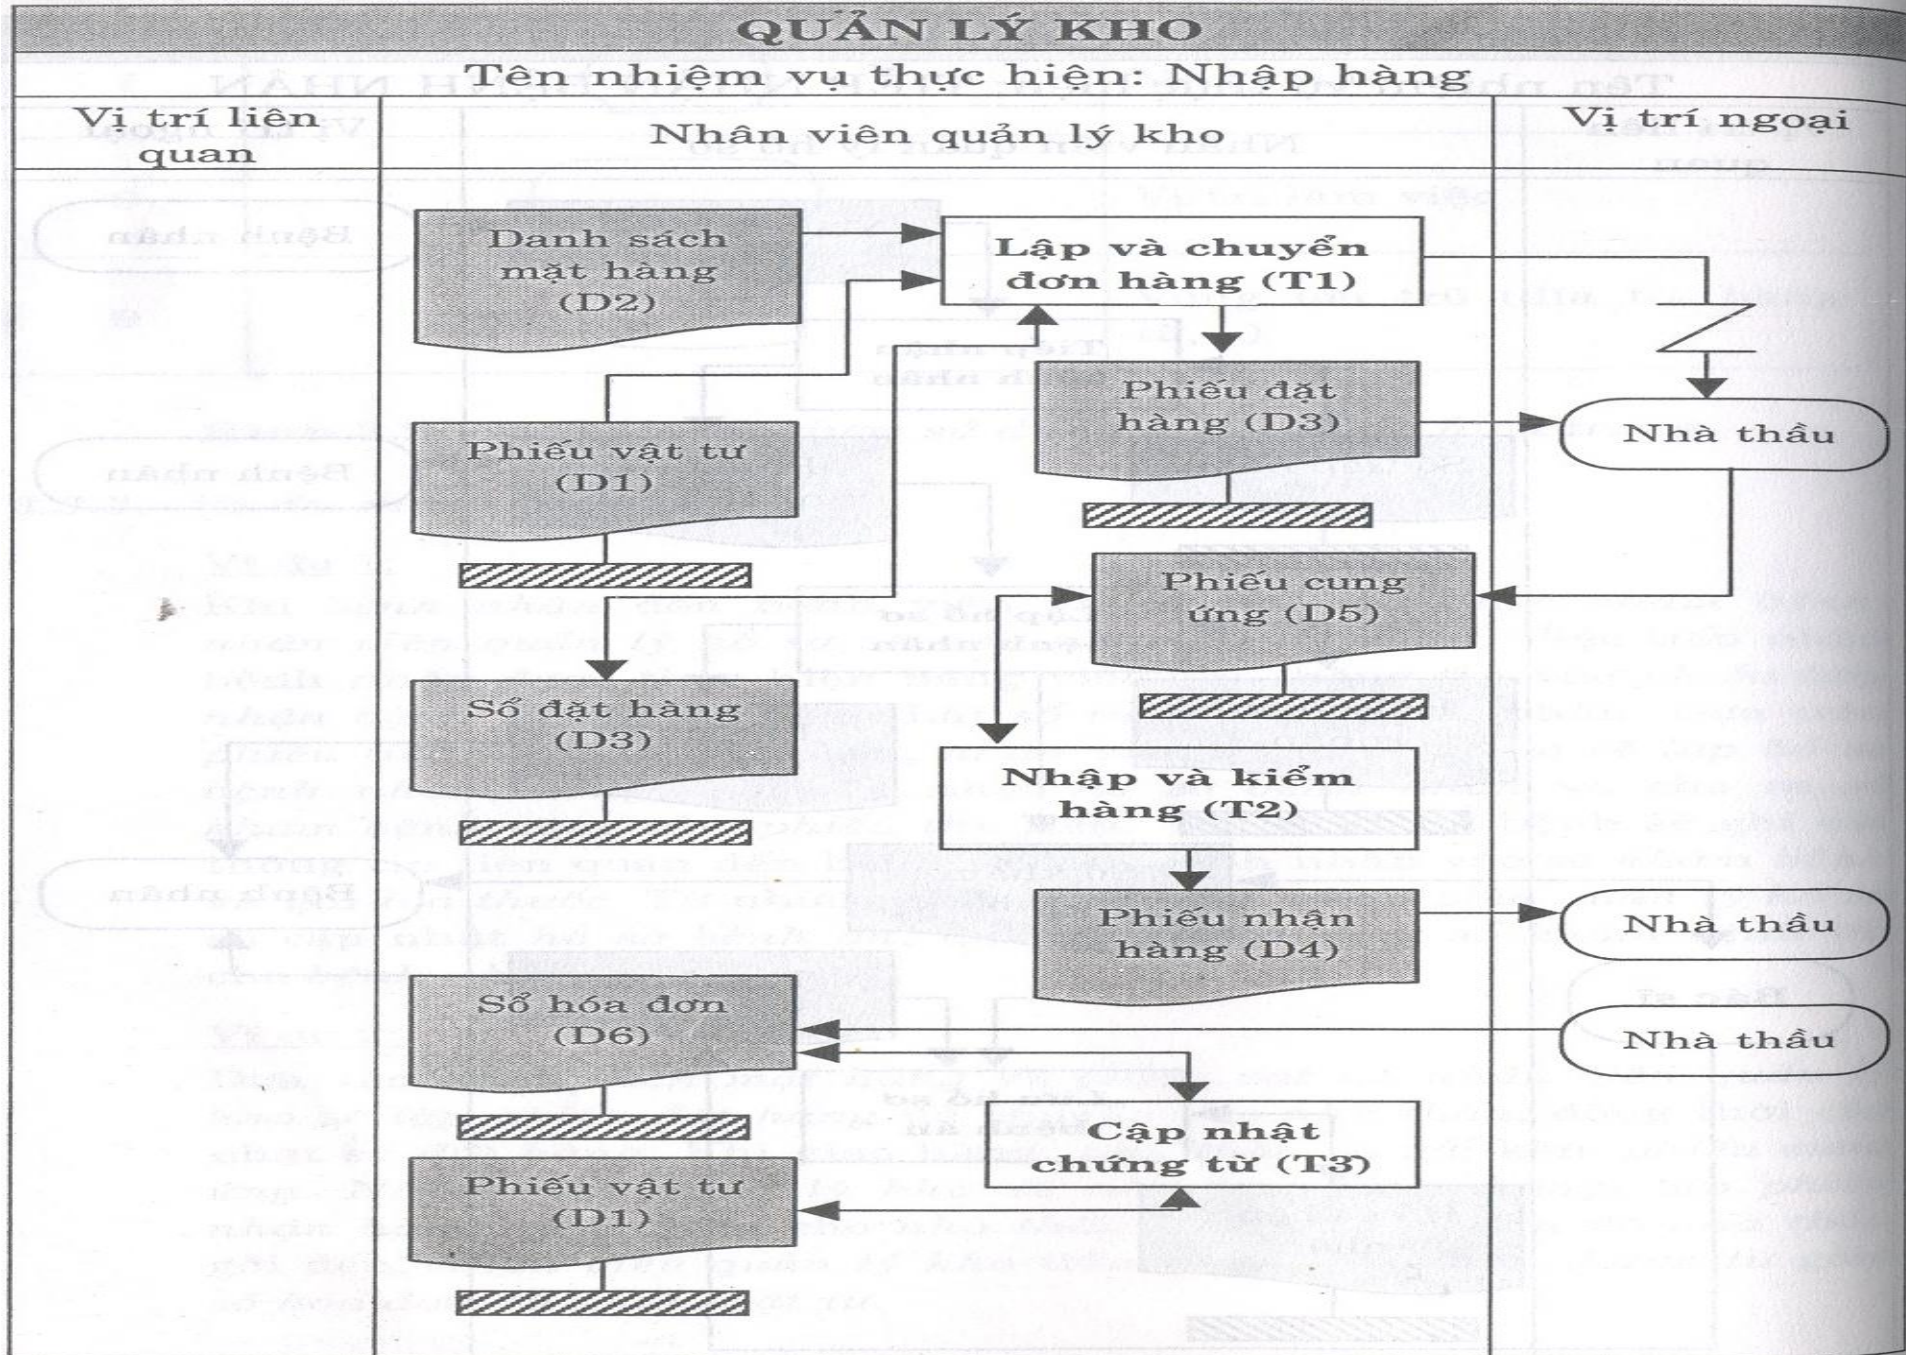 QUẢN LÝ KHO
Tên nhiệm vụ thực hiện: Nhập hàng
Vị trí liên
quan
Nhân viên quản lý kho
Vị trí ngoại
Danh sách
mặt hàng
(D2)
Lập và chuyển
đơn hàng (T1)
Phiếu vật tư
(D1)
Phiếu đặt
hàng (D3)
Nhà thầu
Phiếu cung
ứng (D5)
Sổ đặt hàng
(D3)
Nhập và kiểm
hàng (T2)
Phiếu nhận
hàng (D4)
Nhà thầu
Sổ hóa đơn
(D6)
Nhà thầu
Cập nhật
chứng từ (T3)
Phiếu vật tư
(D1)